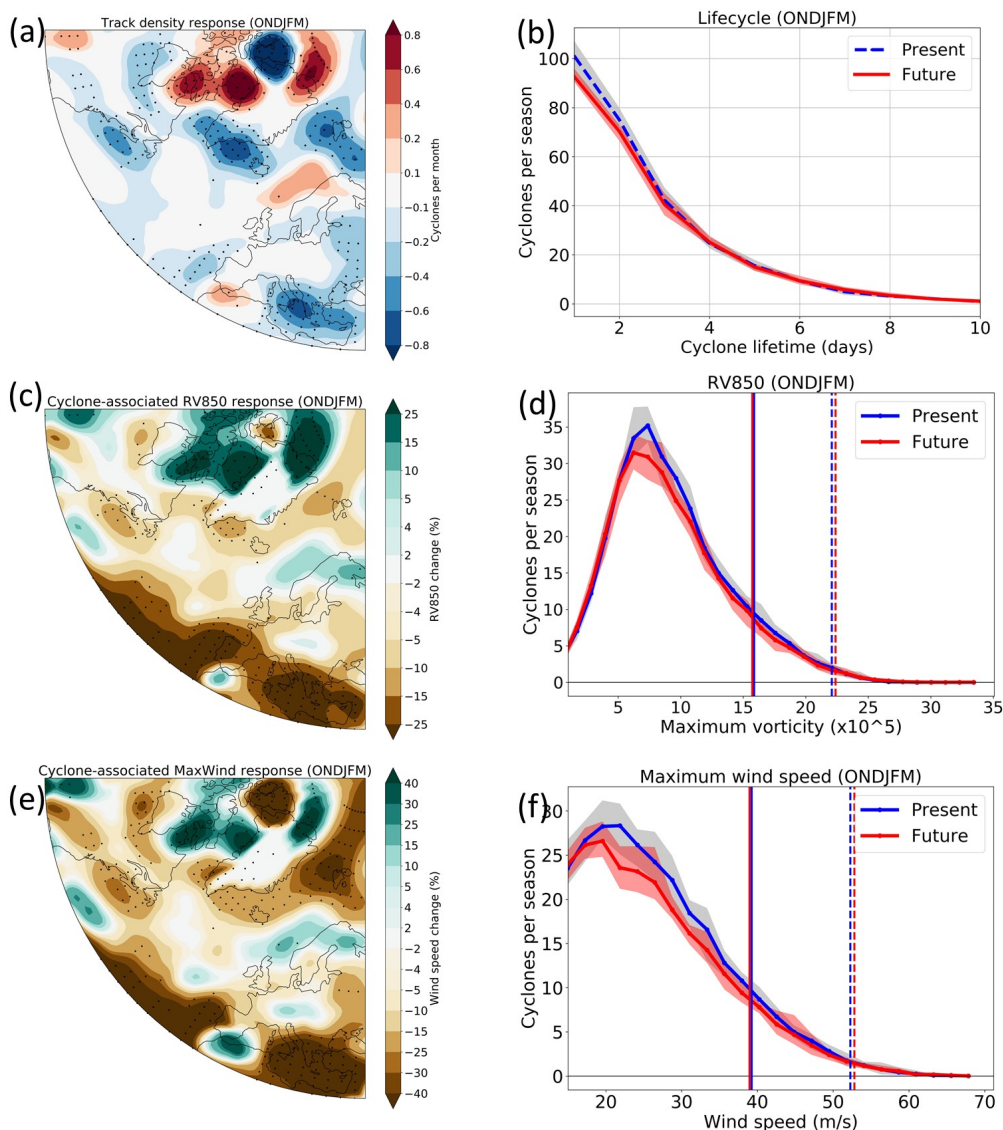 (a)
Track density response (ONDJFM)
0.8
0.6
0.4
0.2
0.1
−0.1
−0.2
−0.4
−0.6
−0.8
Cyclones per month
(b)
Lifecycle (ONDJFM)
Present
Future
100
80
60
40
20
0
Cyclones per season
2 4 6 8 10
Cyclone lifetime (days)
(c)
Cyclone-associated RV850 response (ONDJFM)
25
15
10
5
4
2
−2
−4
−5
−10
−15
−25
RV850 change (%)
(d)
RV850 (ONDJFM)
Present
Future
35
30
25
20
15
10
5
0
Cyclones per season
5 10 15 20 25 30 35
Maximum vorticity (x10^5)
(e)
Cyclone-associated MaxWind response (ONDJFM)
40
30
25
15
10
5
4
2
−2
−4
−5
−10
−15
−25
−30
−40
Wind speed change (%)
(f)
Maximum wind speed (ONDJFM)
Present
Future
30
25
20
15
10
5
0
Cyclones per season
20 30 40 50 60 70
Wind speed (m/s)